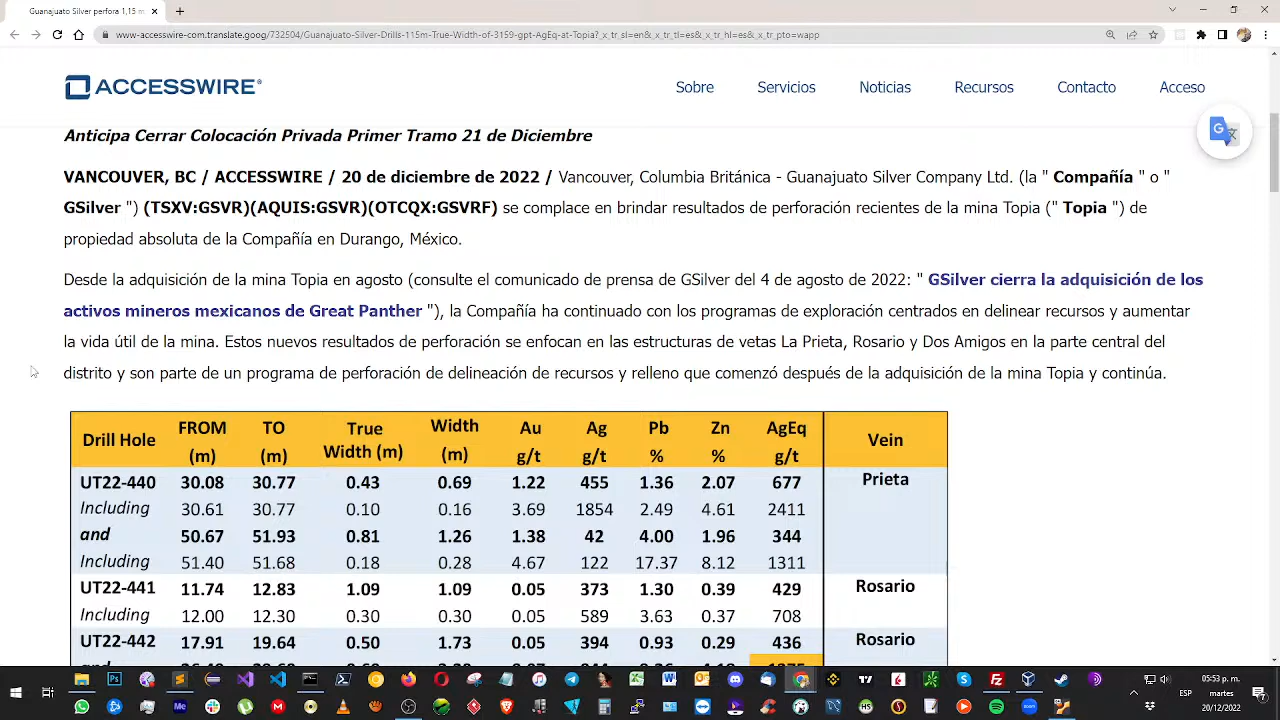 Guanajuato Silver perfora 1,15 m
www-accesswire-com.translate.goog/732504/Guanajuato-Silver-Drills-115m-True-Width-of-3159-gpt-AgEq-at-Topia?_x_tr_sl=en&_x_tr_tl=es&_x_tr_hl=es&_x_tr_pto=wapp
ACCESSWIRE® Sobre Servicios Noticias Recursos Contacto Acceso
Anticipa Cerrar Colocación Privada Primer Tramo 21 de Diciembre
VANCOUVER, BC / ACCESSWIRE / 20 de diciembre de 2022 / Vancouver, Columbia Británica - Guanajuato Silver Company Ltd. (la " Compañía " o "
GSilver ") (TSXV:GSVR)(AQUIS:GSVR)(OTCQX:GSVRF) se complace en brindar resultados de perforación recientes de la mina Topia (" Topia ") de
propiedad absoluta de la Compañía en Durango, México.
Desde la adquisición de la mina Topia en agosto (consulte el comunicado de prensa de GSilver del 4 de agosto de 2022: " GSilver cierra la adquisición de los
activos mineros mexicanos de Great Panther "), la Compañía ha continuado con los programas de exploración centrados en delinear recursos y aumentar
la vida útil de la mina. Estos nuevos resultados de perforación se enfocan en las estructuras de vetas La Prieta, Rosario y Dos Amigos en la parte central del
distrito y son parte de un programa de perforación de delineación de recursos y relleno que comenzó después de la adquisición de la mina Topia y continúa.
Drill Hole FROM (m) TO (m) True Width (m) Width (m) Au g/t Ag g/t Pb % Zn % AgEq g/t Vein
UT22-440 30.08 30.77 0.43 0.69 1.22 455 1.36 2.07 677 Prieta
Including 30.61 30.77 0.10 0.16 3.69 1854 2.49 4.61 2411
and 50.67 51.93 0.81 1.26 1.38 42 4.00 1.96 344
Including 51.40 51.68 0.18 0.28 4.67 122 17.37 8.12 1311
UT22-441 11.74 12.83 1.09 1.09 0.05 373 1.30 0.39 429 Rosario
Including 12.00 12.30 0.30 0.30 0.05 589 3.63 0.37 708
UT22-442 17.91 19.64 0.50 1.73 0.05 394 0.93 0.29 436 Rosario
and
05:53 p.m.
ESP martes
20/12/2022